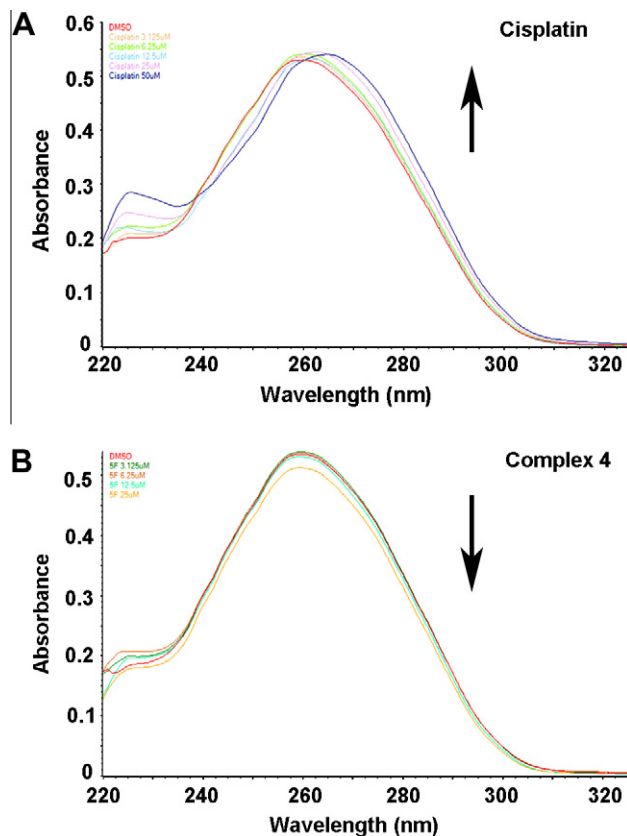 A
Cisplatin
DMSO
Cisplatin 3.125uM
Cisplatin 6.25uM
Cisplatin 12.5uM
Cisplatin 25uM
Cisplatin 50uM
Absorbance
0.6
0.5
0.4
0.3
0.2
0.1
0
220 240 260 280 300 320
Wavelength (nm)
B
Complex 4
DMSO
5F 3.125uM
5F 6.25uM
5F 12.5uM
5F 25uM
Absorbance
0.5
0.4
0.3
0.2
0.1
0
220 240 260 280 300 320
Wavelength (nm)